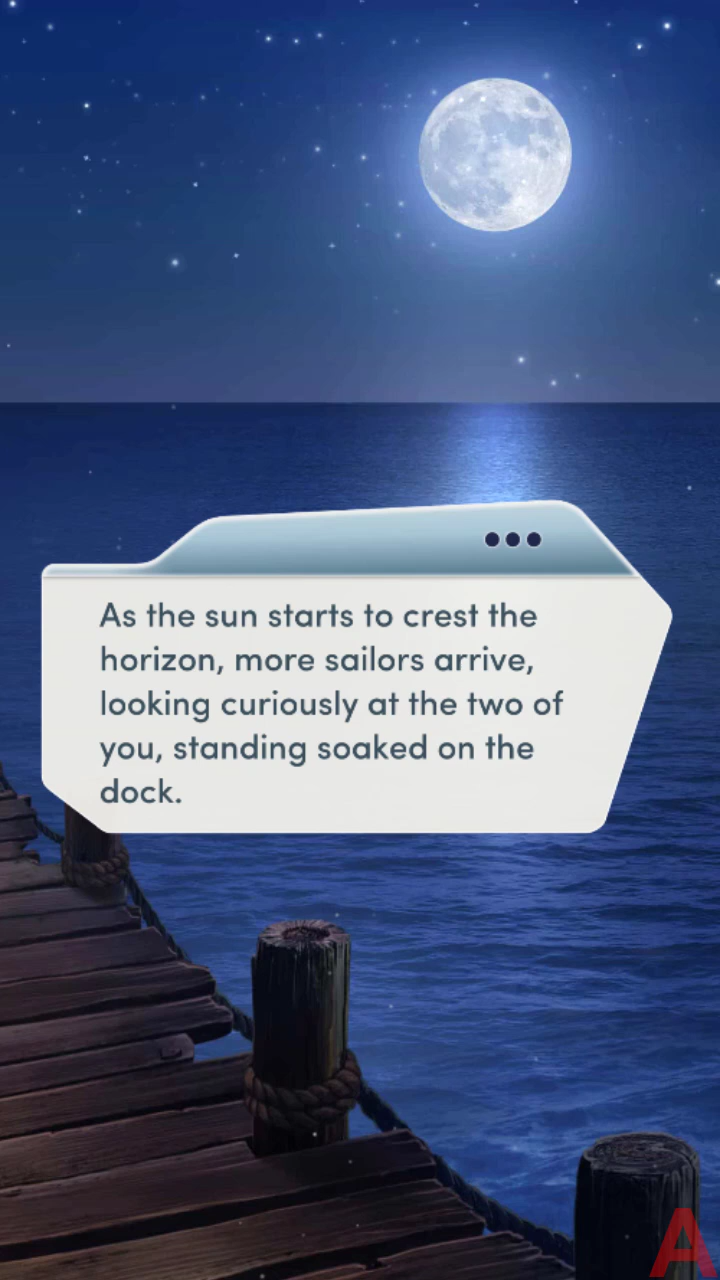 As the sun starts to crest the
horizon, more sailors arrive,
looking curiously at the two of
you, standing soaked on the
dock.
A